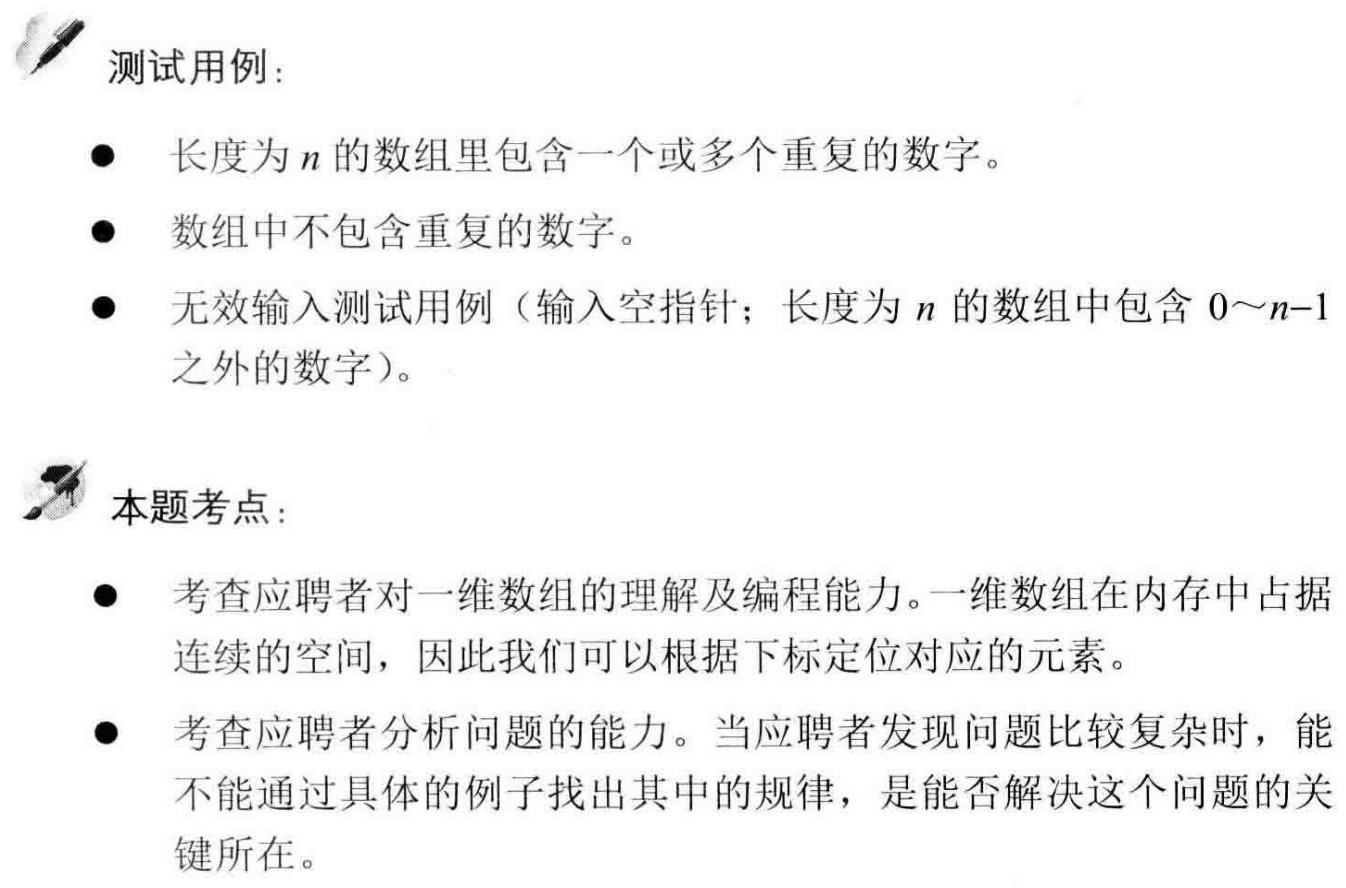 测试用例:
● 长度为 n 的数组里包含一个或多个重复的数字。
● 数组中不包含重复的数字。
● 无效输入测试用例（输入空指针；长度为 n 的数组中包含 0～n–1
之外的数字）。
本题考点:
● 考查应聘者对一维数组的理解及编程能力。一维数组在内存中占据
连续的空间，因此我们可以根据下标定位对应的元素。
● 考查应聘者分析问题的能力。当应聘者发现问题比较复杂时，能
不能通过具体的例子找出其中的规律，是能否解决这个问题的关
键所在。